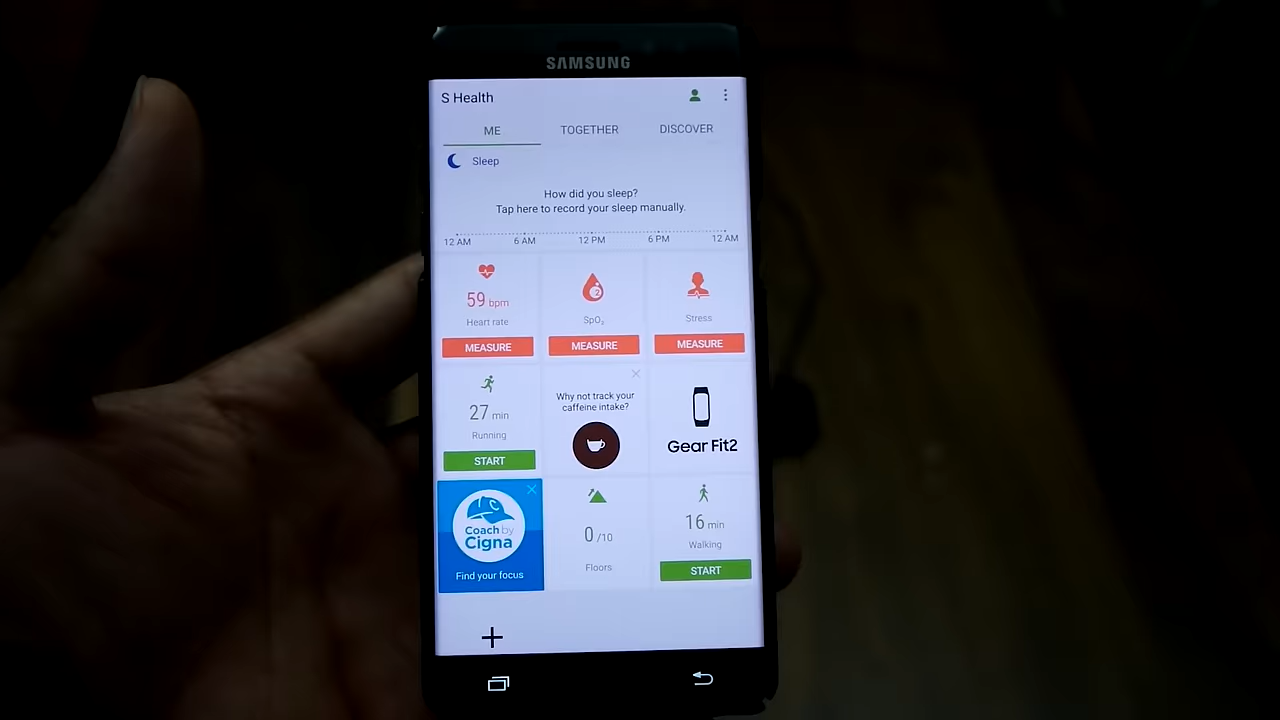 SAMSUNG
S Health
ME
TOGETHER
DISCOVER
Sleep
How did you sleep?
Tap here to record your sleep manually.
12 AM
6 AM
12 PM
6 PM
12 AM
59 bpm
Heart rate
MEASURE
2
SpO₂
MEASURE
Stress
MEASURE
27 min
Running
START
Why not track your
caffeine intake?
Gear Fit2
C
Coach by
Cigna
Find your focus
0 /10
Floors
16 min
Walking
START